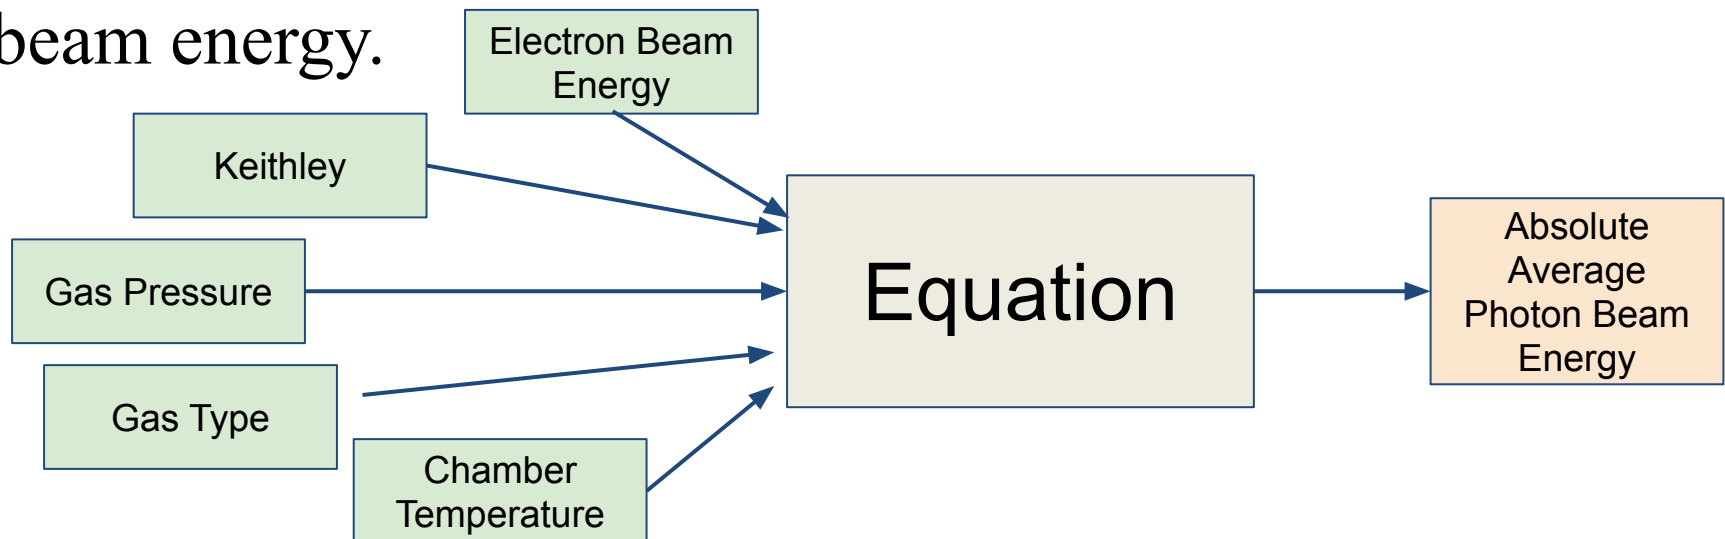 beam energy.
Electron Beam
Energy
Keithley
Gas Pressure
Gas Type
Chamber
Temperature
Equation
Absolute
Average
Photon Beam
Energy